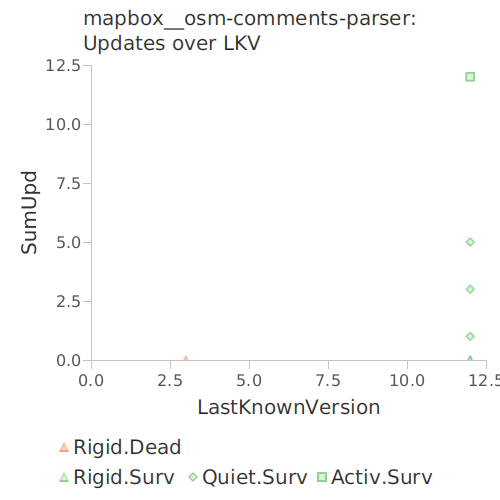 mapbox__osm-comments-parser:
Updates over LKV
12.5
10.0
7.5
5.0
2.5
0.0
SumUpd
0.0 2.5 5.0 7.5 10.0 12.5
LastKnownVersion
Rigid.Dead
Rigid.Surv Quiet.Surv Activ.Surv